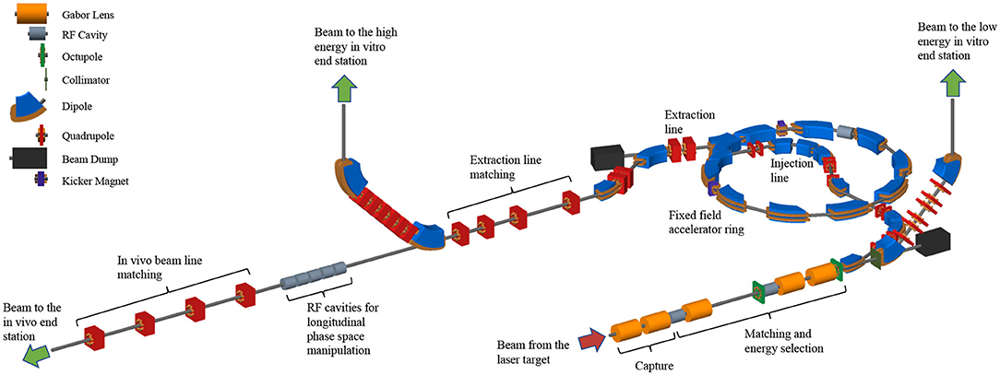 Gabor Lens
RF Cavity
Octupole
Collimator
Dipole
Quadrupole
Beam Dump
Kicker Magnet
Beam to the high
energy in vitro
end station
Beam to the low
energy in vitro
end station
Extraction
line
Extraction line
matching
Injection
line
Fixed field
accelerator ring
In vivo beam line
matching
Beam to the
in vivo end
station
RF cavities for
longitudinal
phase space
manipulation
Beam from the
laser target
Capture
Matching and
energy selection